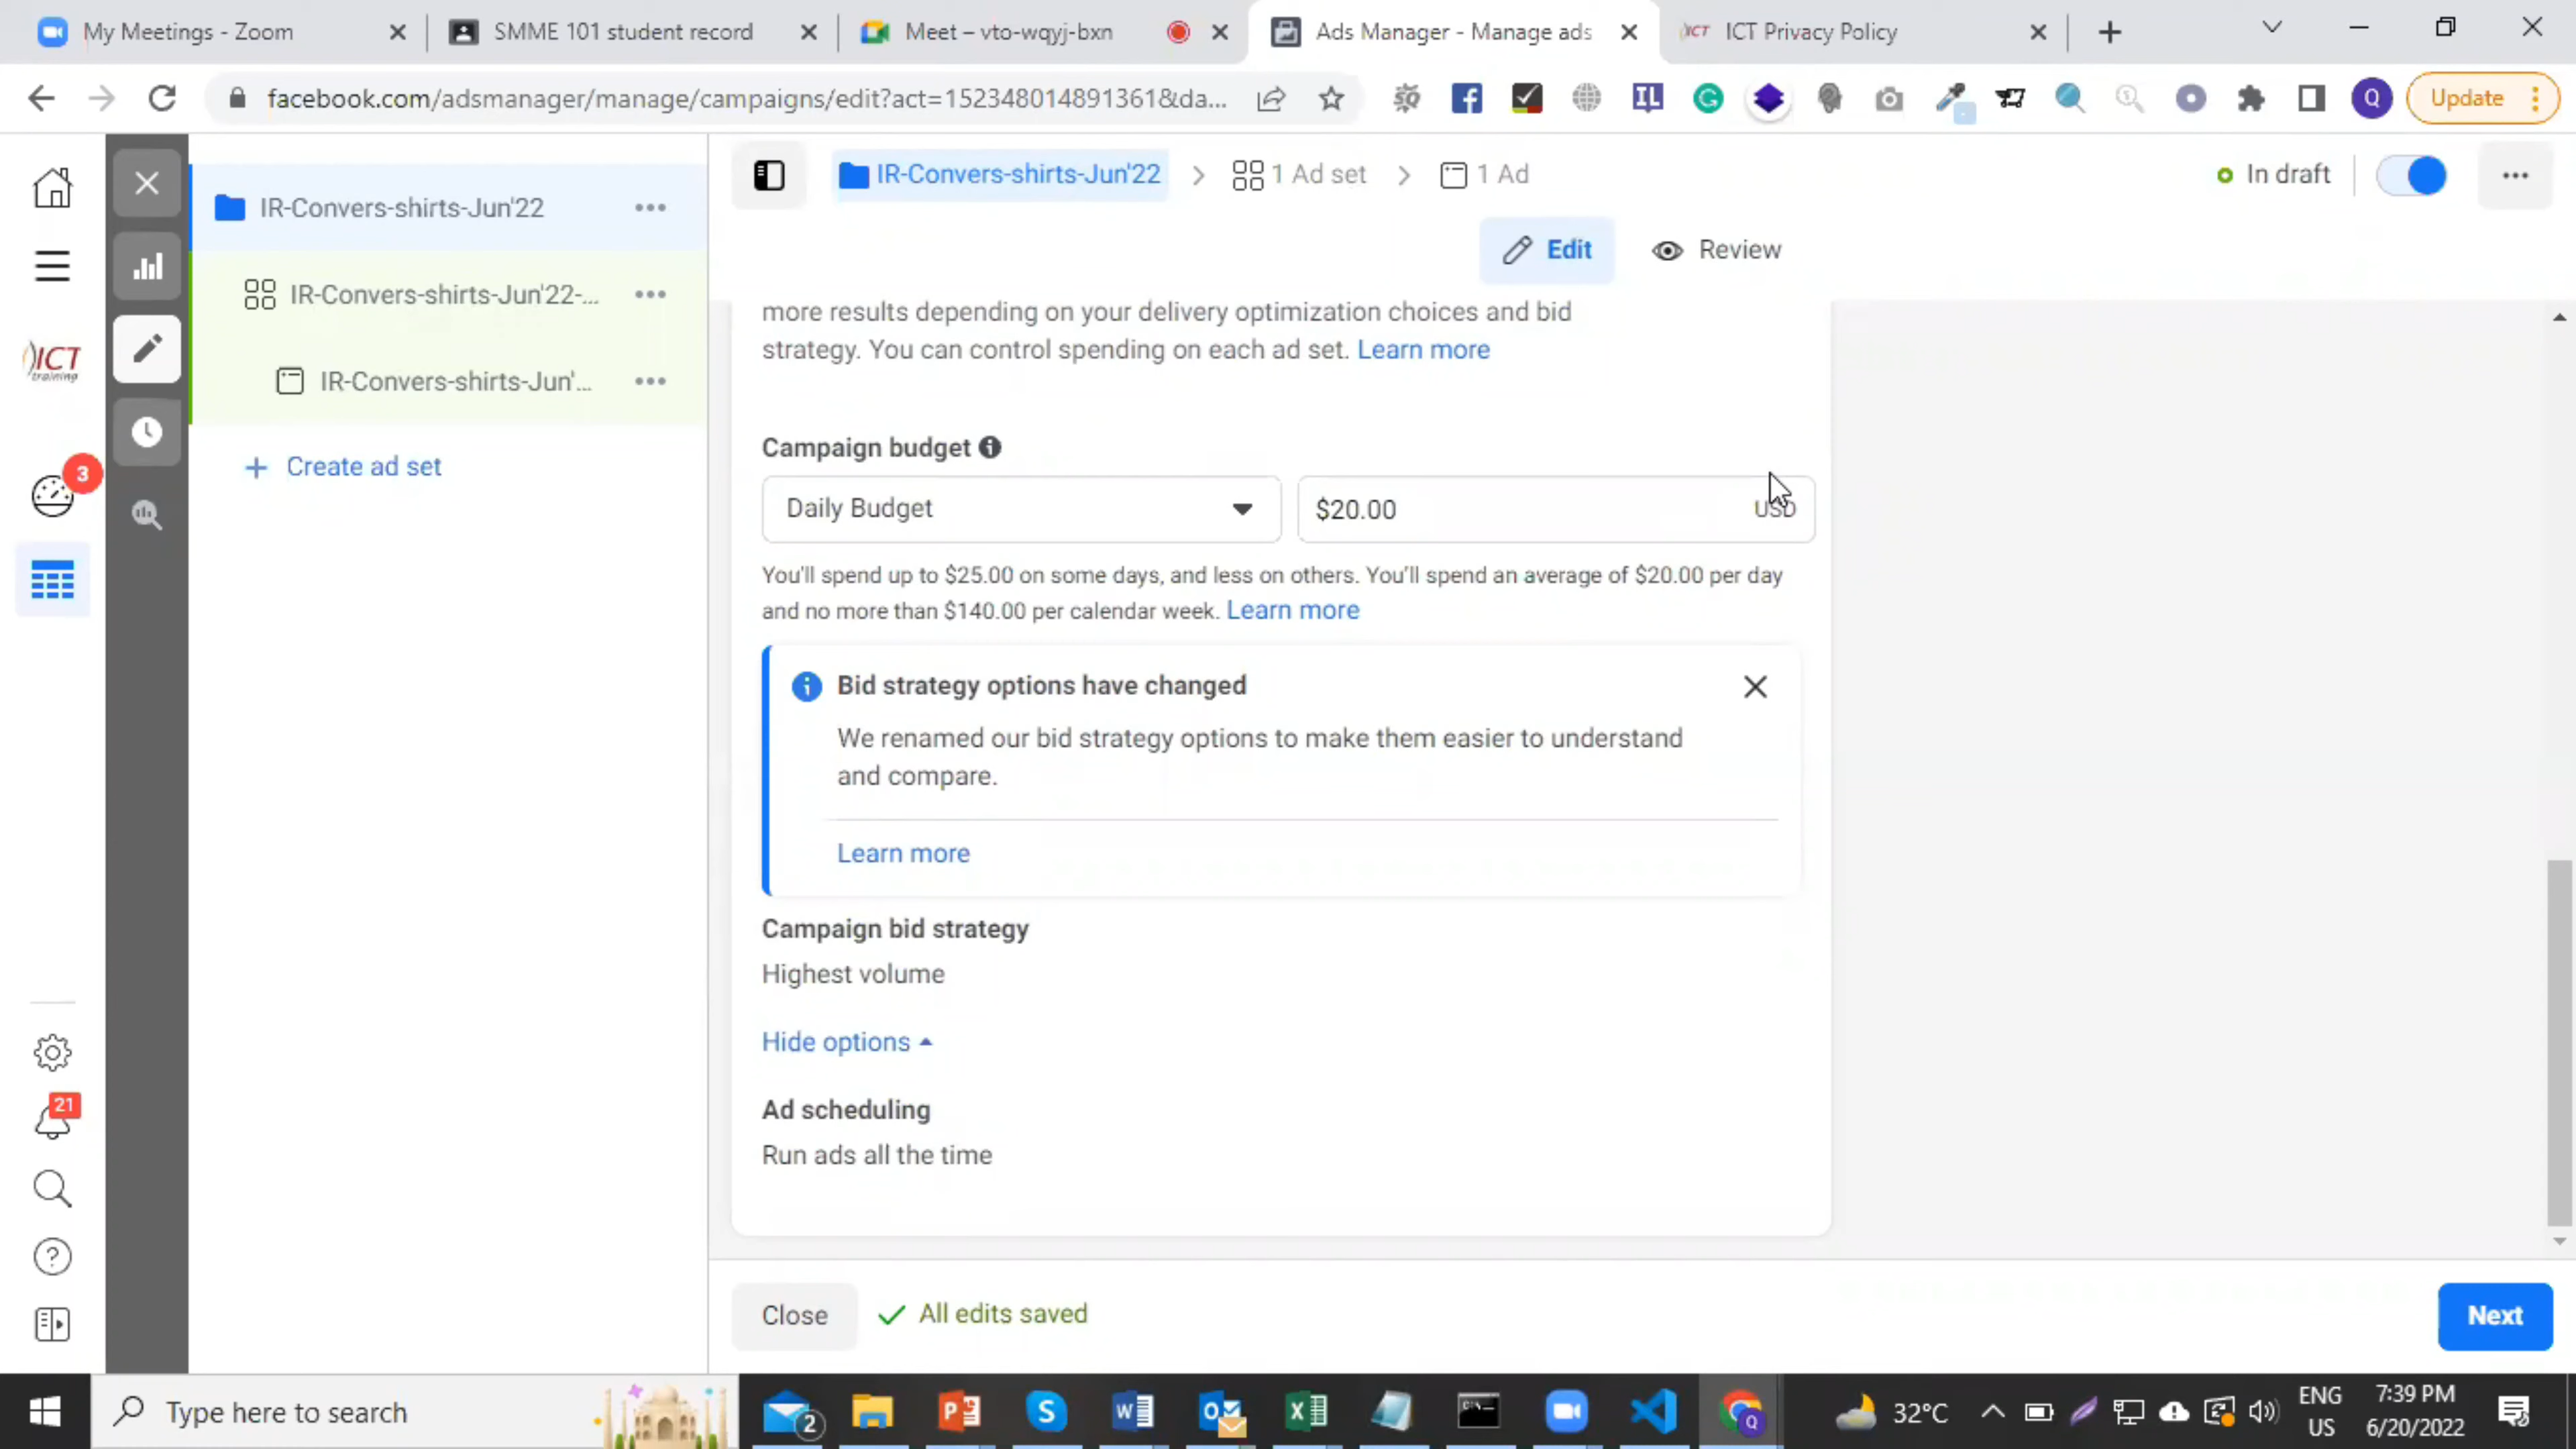 My Meetings - Zoom
SMME 101 student record
Meet – vto-wqyj-bxn
Ads Manager - Manage ads
ICT ICT Privacy Policy
facebook.com/adsmanager/manage/campaigns/edit?act=152348014891361&da...
IL
Q
Update
IR-Convers-shirts-Jun'22
1 Ad set
1 Ad
In draft
Edit
Review
IR-Convers-shirts-Jun'22
IR-Convers-shirts-Jun'22-...
IR-Convers-shirts-Jun'...
Create ad set
ICT
training
3
21
more results depending on your delivery optimization choices and bid
strategy. You can control spending on each ad set. Learn more
Campaign budget
Daily Budget
$20.00
USD
You'll spend up to $25.00 on some days, and less on others. You'll spend an average of $20.00 per day
and no more than $140.00 per calendar week. Learn more
Bid strategy options have changed
We renamed our bid strategy options to make them easier to understand
and compare.
Learn more
Campaign bid strategy
Highest volume
Hide options
Ad scheduling
Run ads all the time
Close
All edits saved
Next
Type here to search
2
32°C
ENG
US
7:39 PM
6/20/2022